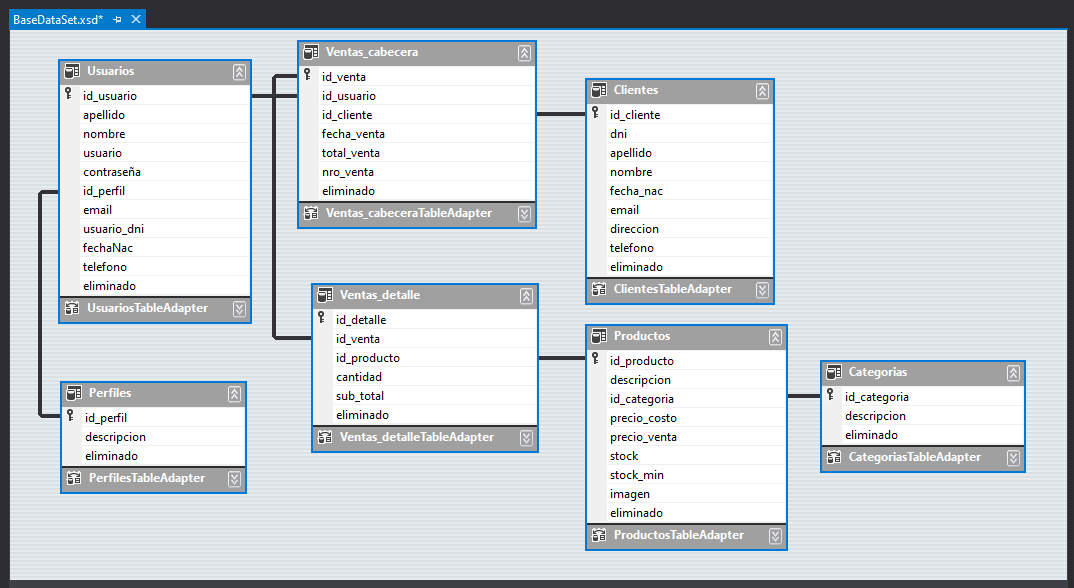 BaseDataSet.xsd*
Usuarios
id_usuario
apellido
nombre
usuario
contraseña
id_perfil
email
usuario_dni
fechaNac
telefono
eliminado
UsuariosTableAdapter
Perfiles
id_perfil
descripcion
eliminado
PerfilesTableAdapter
Ventas_cabecera
id_venta
id_usuario
id_cliente
fecha_venta
total_venta
nro_venta
eliminado
Ventas_cabeceraTableAdapter
Ventas_detalle
id_detalle
id_venta
id_producto
cantidad
sub_total
eliminado
Ventas_detalleTableAdapter
Clientes
id_cliente
dni
apellido
nombre
fecha_nac
email
direccion
telefono
eliminado
ClientesTableAdapter
Productos
id_producto
descripcion
id_categoria
precio_costo
precio_venta
stock
stock_min
imagen
eliminado
ProductosTableAdapter
Categorias
id_categoria
descripcion
eliminado
CategoriasTableAdapter